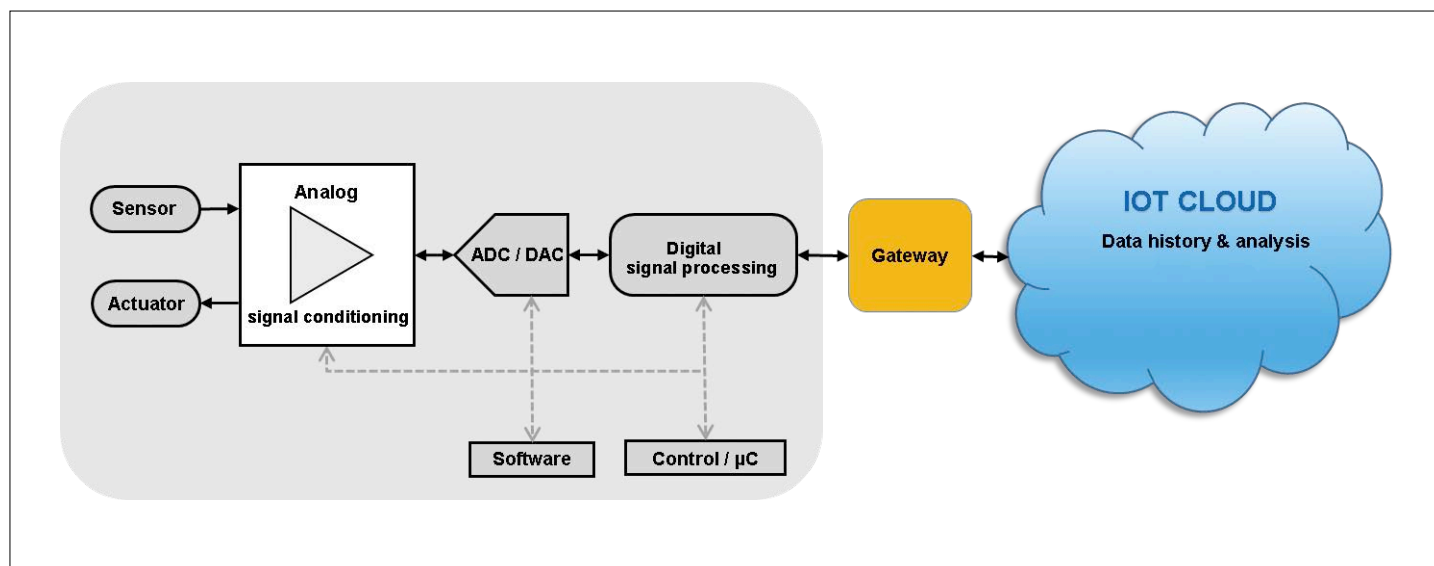 Sensor
Actuator
Analog
signal conditioning
ADC / DAC
Digital
signal processing
Software
Control / µC
Gateway
IOT CLOUD
Data history & analysis